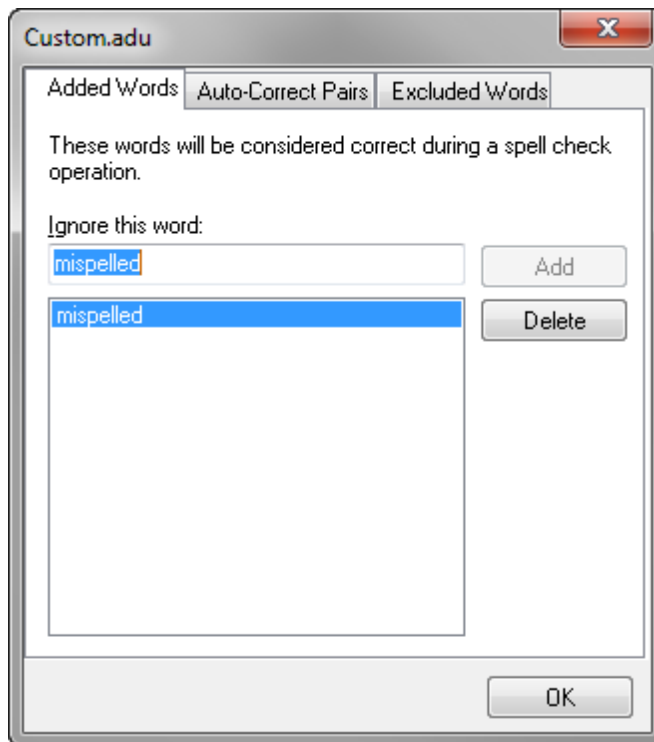 Custom.adu
Added Words Auto-Correct Pairs Excluded Words
These words will be considered correct during a spell check
operation.
Ignore this word:
mispelled Add
mispelled Delete
OK